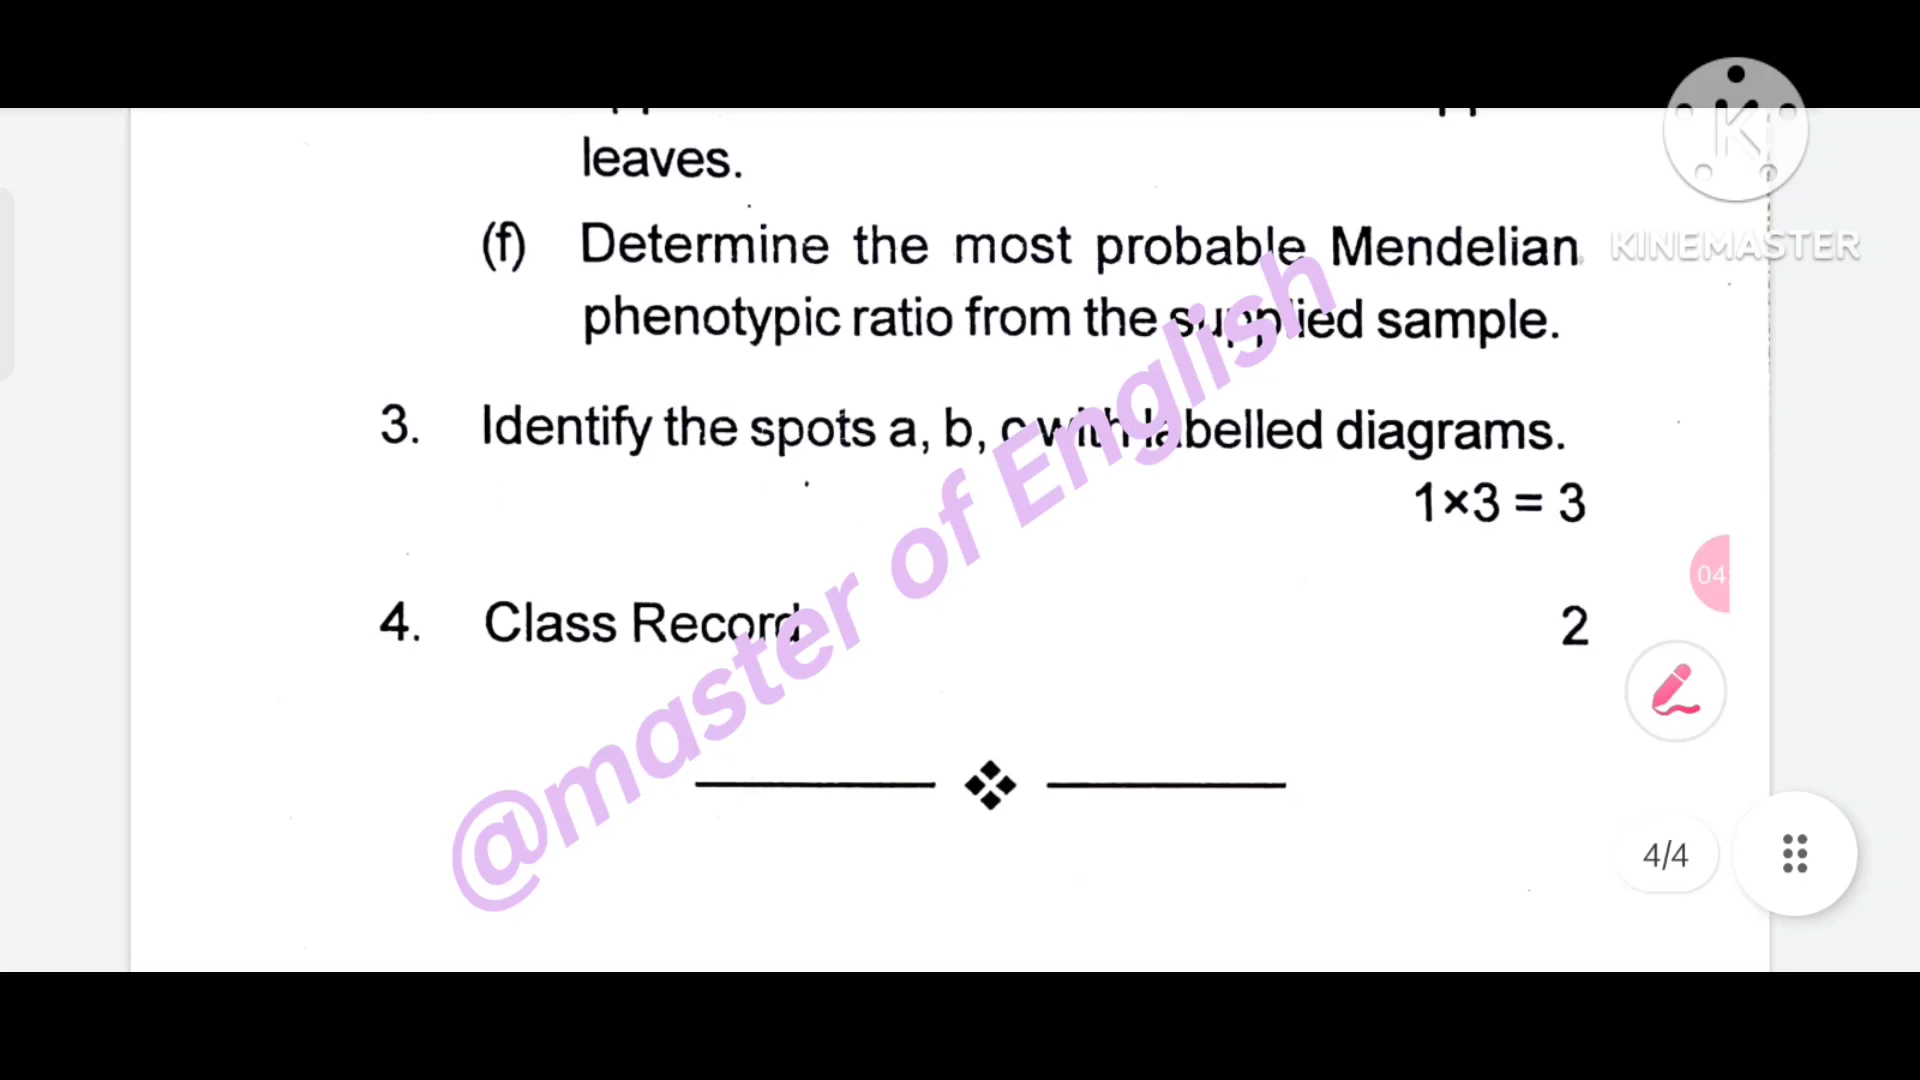 leaves.
(f) Determine the most probable Mendelian
phenotypic ratio from the supplied sample.
3. Identify the spots a, b, c with labelled diagrams.
1×3 = 3
4. Class Record 2
@master of English
KINEMASTER
04
4/4